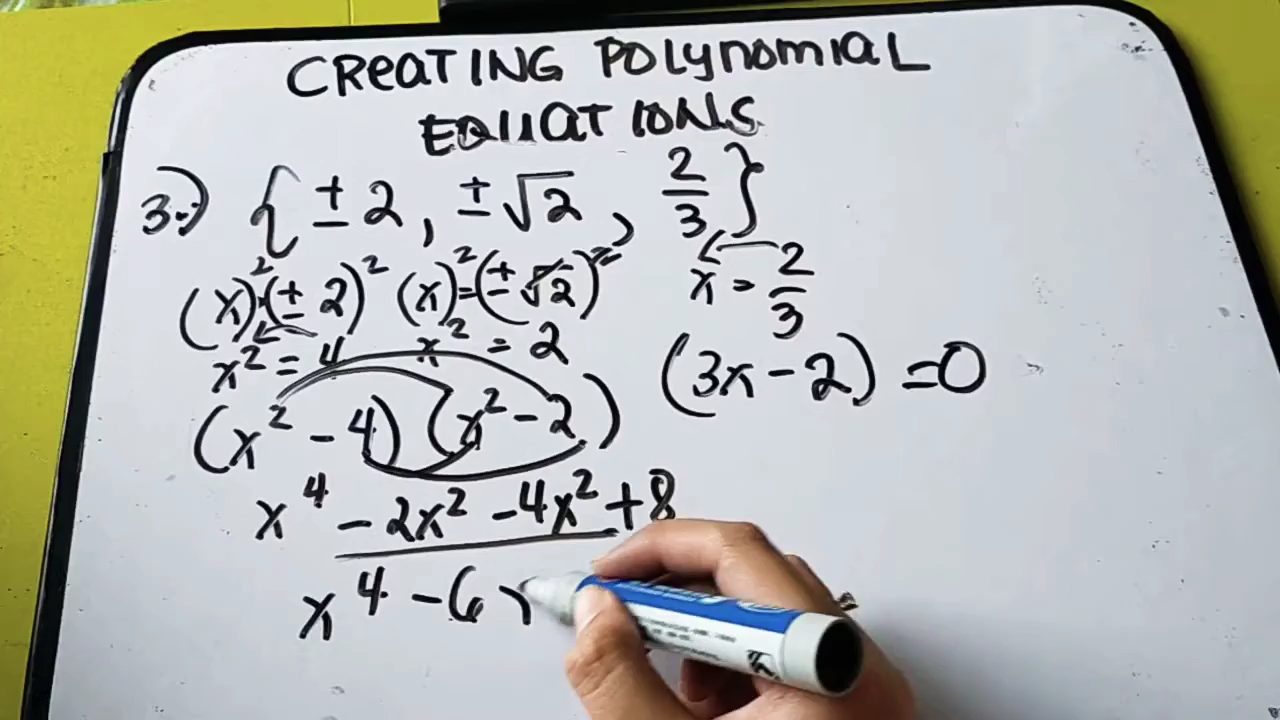 CREATING POLYNOMIAL
EQUATIONS
3.) { ± 2, ± √2, 2/3 }
(x)² = (± 2)² (x)² = (± √2)² x = 2/3
x² = 4 x² = 2
(x² - 4) (x² - 2) (3x - 2) = 0
x⁴ - 2x² - 4x² + 8
x⁴ - 6x